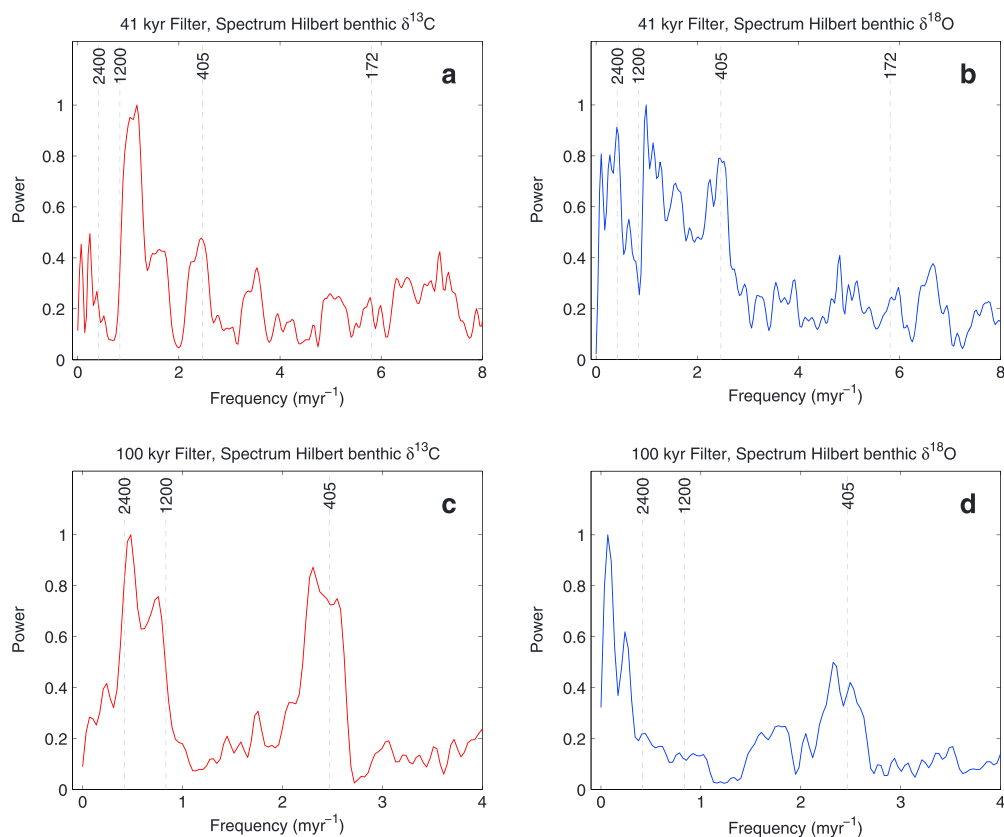 41 kyr Filter, Spectrum Hilbert benthic δ¹³C
2400
1200
405
172
a
1
0.8
0.6
0.4
0.2
0
Power
0 2 4 6 8
Frequency (myr⁻¹)
41 kyr Filter, Spectrum Hilbert benthic δ¹⁸O
2400
1200
405
172
b
1
0.8
0.6
0.4
0.2
0
Power
0 2 4 6 8
Frequency (myr⁻¹)
100 kyr Filter, Spectrum Hilbert benthic δ¹³C
2400
1200
405
c
1
0.8
0.6
0.4
0.2
0
Power
0 1 2 3 4
Frequency (myr⁻¹)
100 kyr Filter, Spectrum Hilbert benthic δ¹⁸O
2400
1200
405
d
1
0.8
0.6
0.4
0.2
0
Power
0 1 2 3 4
Frequency (myr⁻¹)